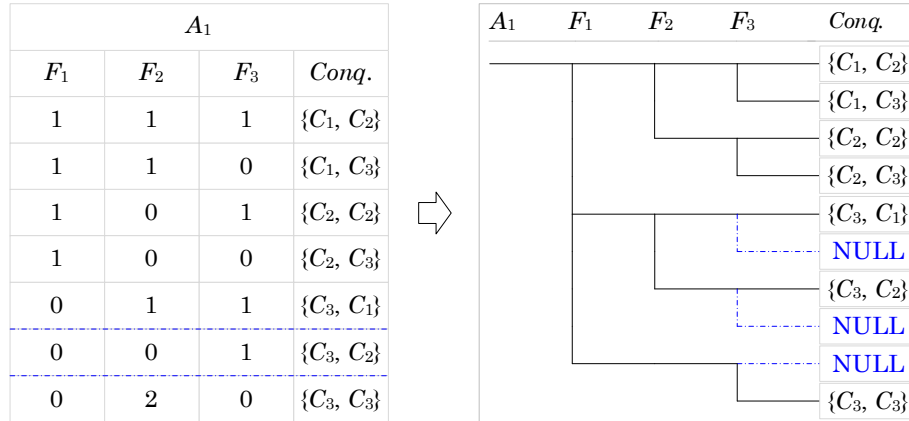 A₁
F₁ F₂ F₃ Conq.
1 1 1 {C₁, C₂}
1 1 0 {C₁, C₃}
1 0 1 {C₂, C₂}
1 0 0 {C₂, C₃}
0 1 1 {C₃, C₁}
0 0 1 {C₃, C₂}
0 2 0 {C₃, C₃}
A₁ F₁ F₂ F₃ Conq.
{C₁, C₂}
{C₁, C₃}
{C₂, C₂}
{C₂, C₃}
{C₃, C₁}
NULL
{C₃, C₂}
NULL
NULL
{C₃, C₃}